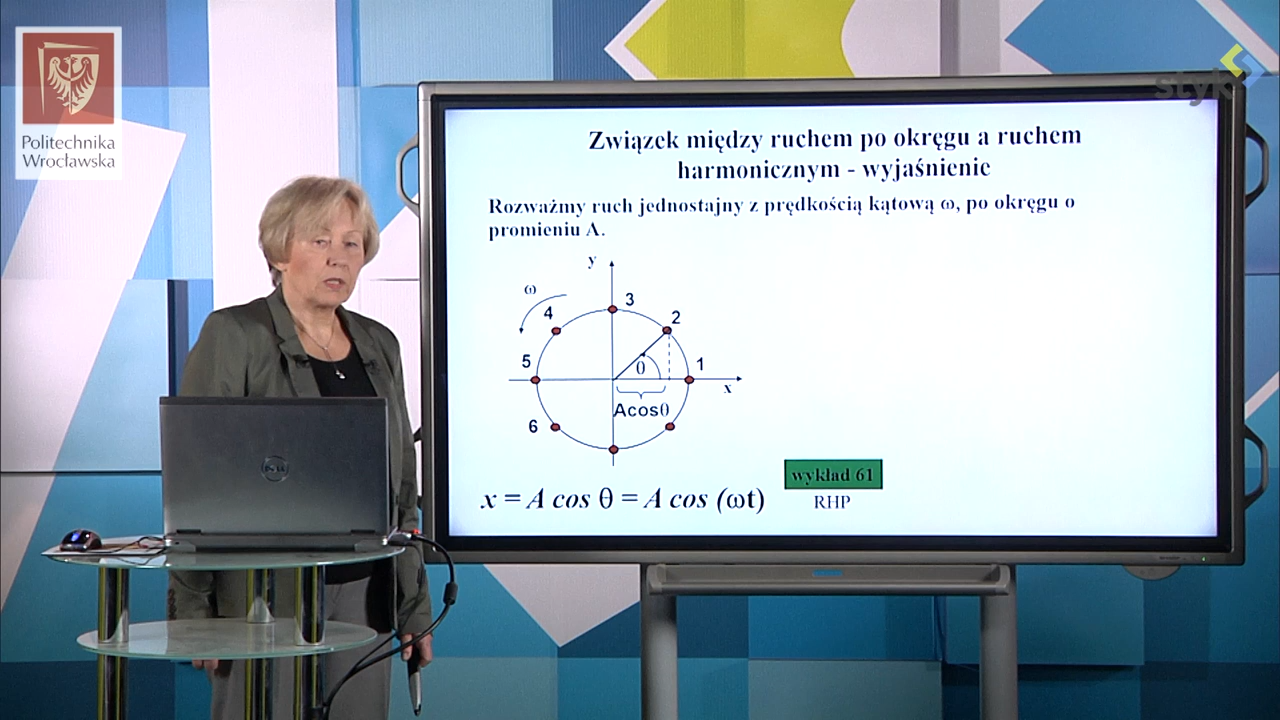 Politechnika
Wrocławska
styk
Związek między ruchem po okręgu a ruchem
harmonicznym - wyjaśnienie
Rozważmy ruch jednostajny z prędkością kątową ω, po okręgu o
promieniu A.
y
ω
3
4
2
5
θ
1
x
Acosθ
6
wykład 61
x = A cos θ = A cos (ωt)
RHP
DELL